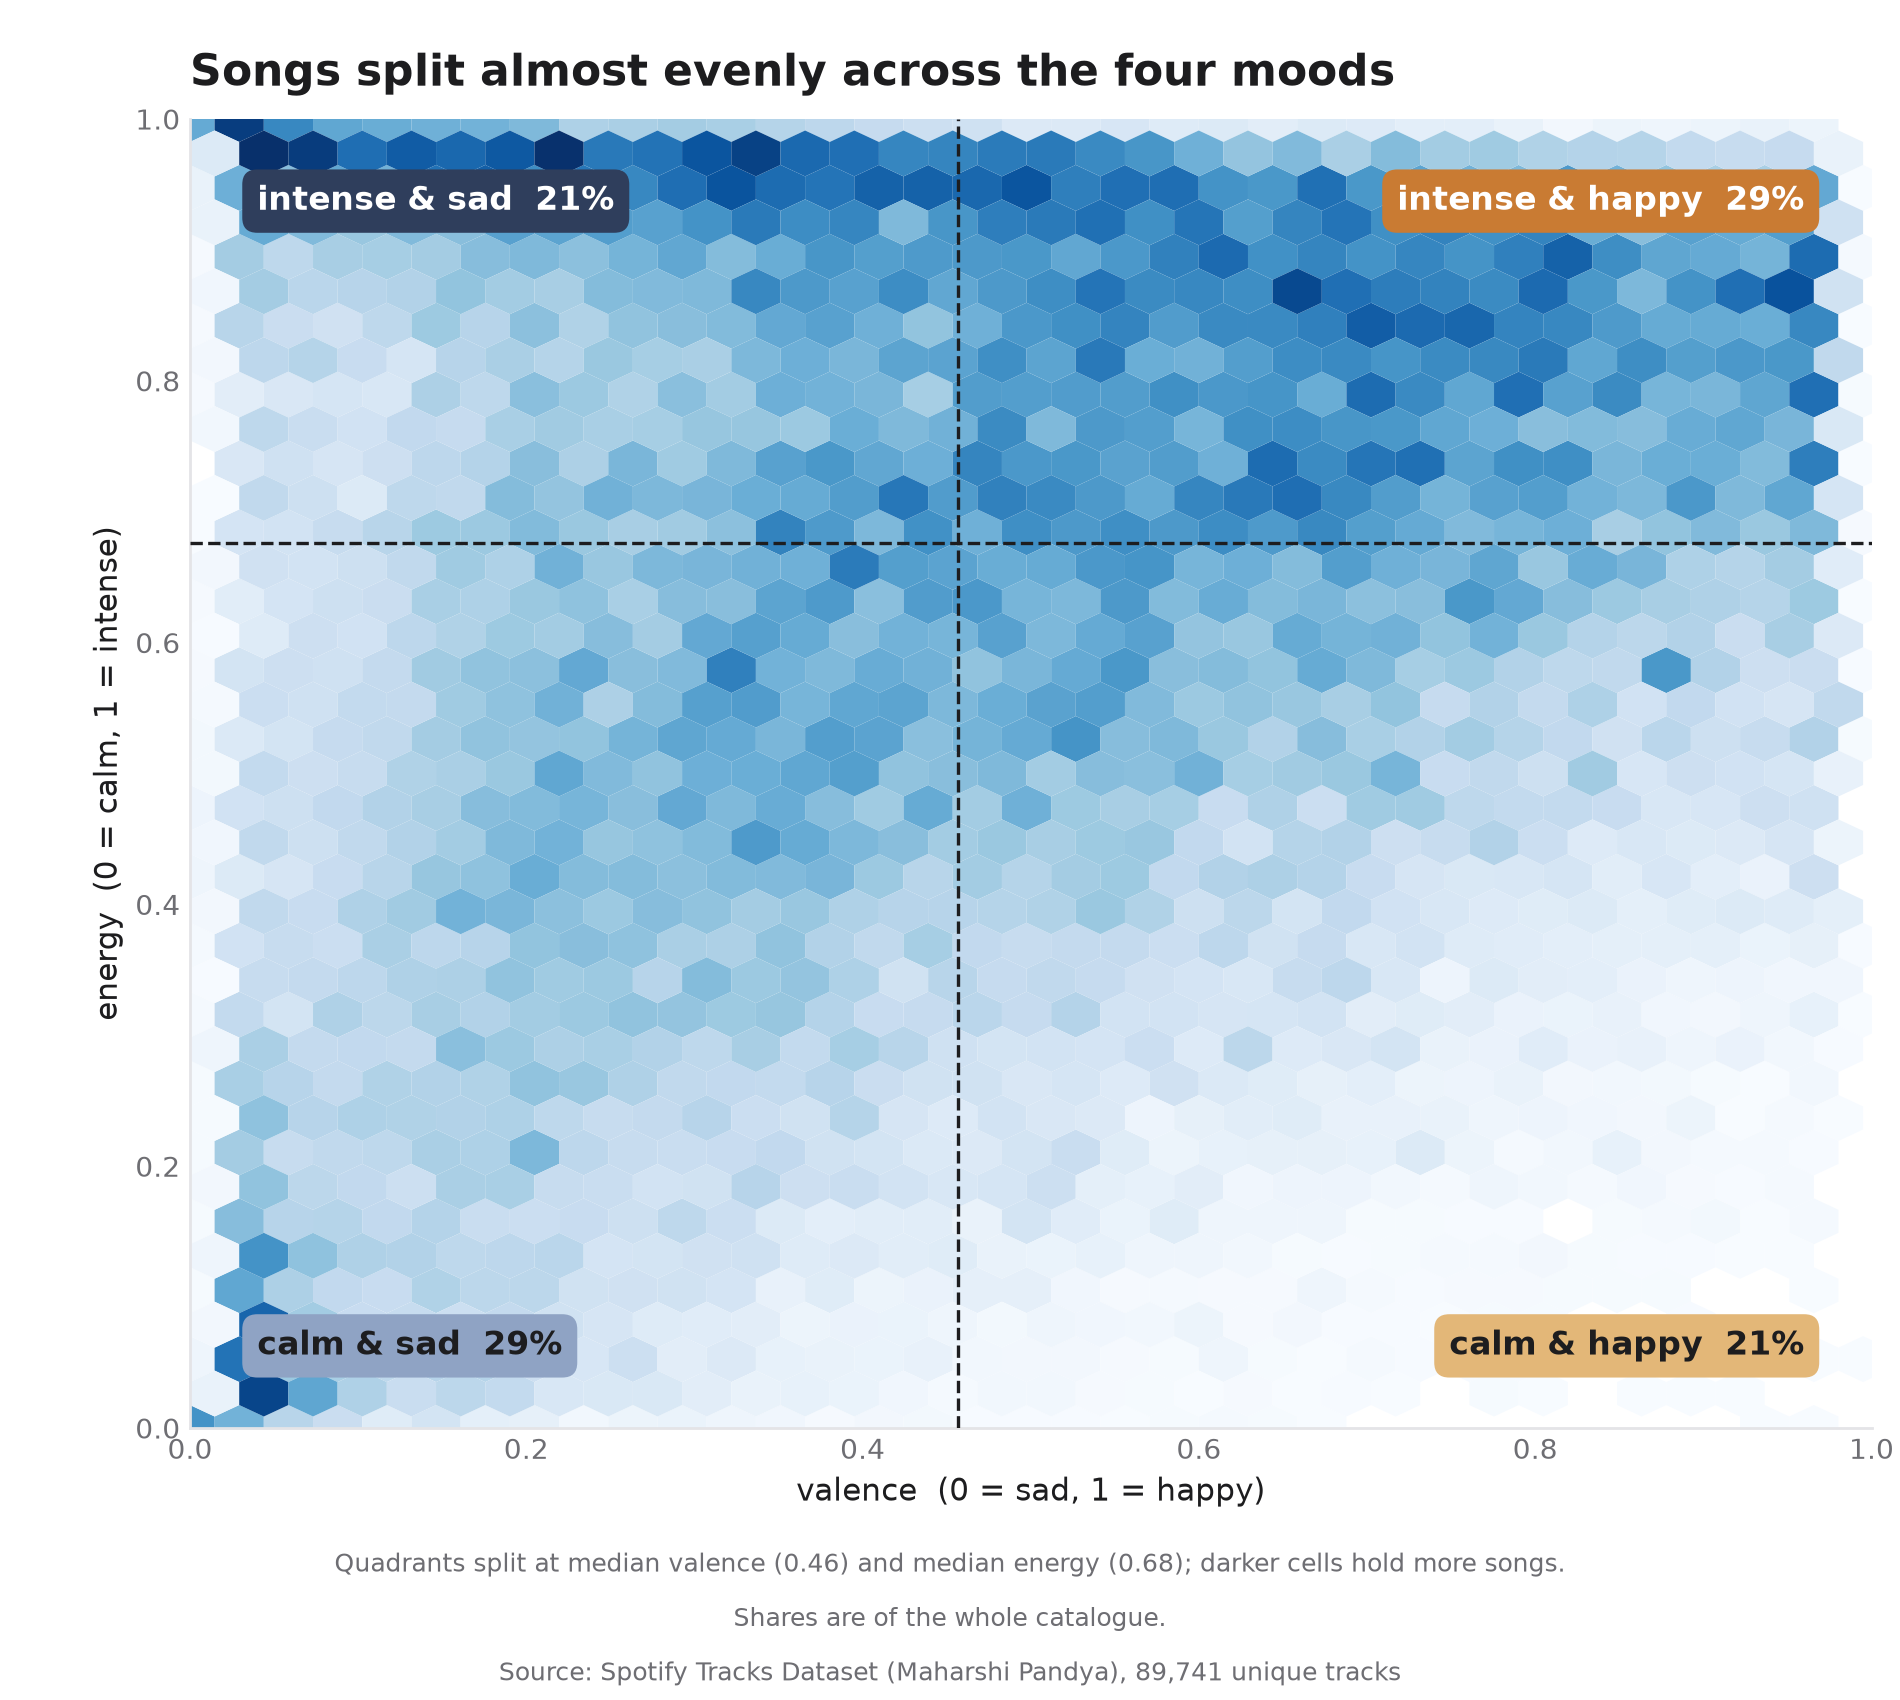 Songs split almost evenly across the four moods
1.0
0.8
0.6
0.4
0.2
0.0
energy  (0 = calm, 1 = intense)
intense & sad  21%
intense & happy  29%
calm & sad  29%
calm & happy  21%
0.0
0.2
0.4
0.6
0.8
1.0
valence  (0 = sad, 1 = happy)
Quadrants split at median valence (0.46) and median energy (0.68); darker cells hold more songs.
Shares are of the whole catalogue.
Source: Spotify Tracks Dataset (Maharshi Pandya), 89,741 unique tracks